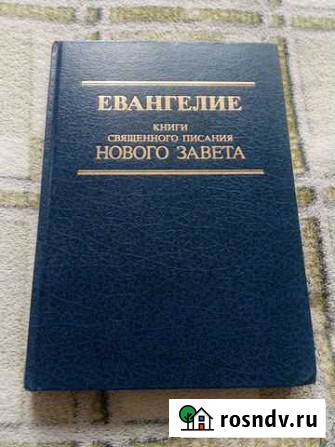 ЕВАНГЕЛИЕ
КНИГИ
СВЯЩЕННОГО ПИСАНИЯ
НОВОГО ЗАВЕТА
rosndv.ru